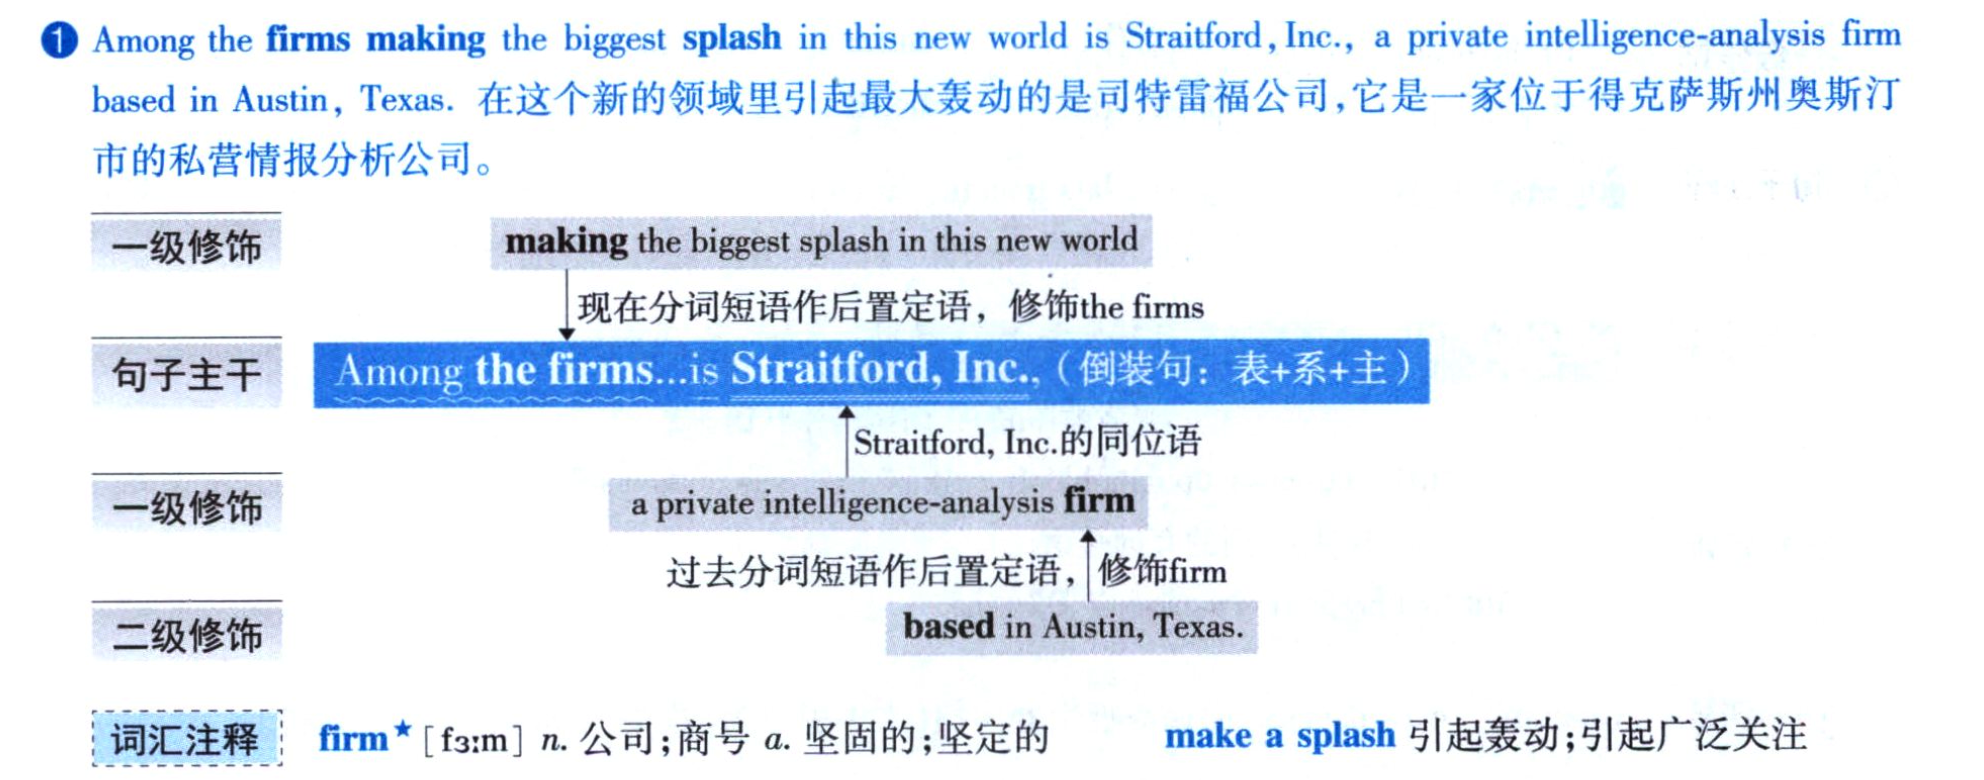 ❶ Among the firms making the biggest splash in this new world is Straitford, Inc., a private intelligence-analysis firm
based in Austin, Texas. 在这个新的领域里引起最大轰动的是司特雷福公司,它是一家位于得克萨斯州奥斯汀
市的私营情报分析公司。
一级修饰 making the biggest splash in this new world
现在分词短语作后置定语，修饰the firms
句子主干 Among the firms...is Straitford, Inc.,（倒装句：表+系+主）
Straitford, Inc.的同位语
一级修饰 a private intelligence-analysis firm
过去分词短语作后置定语，修饰firm
二级修饰 based in Austin, Texas.
词汇注释 firm★ [fɜːm] n. 公司;商号 a. 坚固的;坚定的 make a splash 引起轰动;引起广泛关注